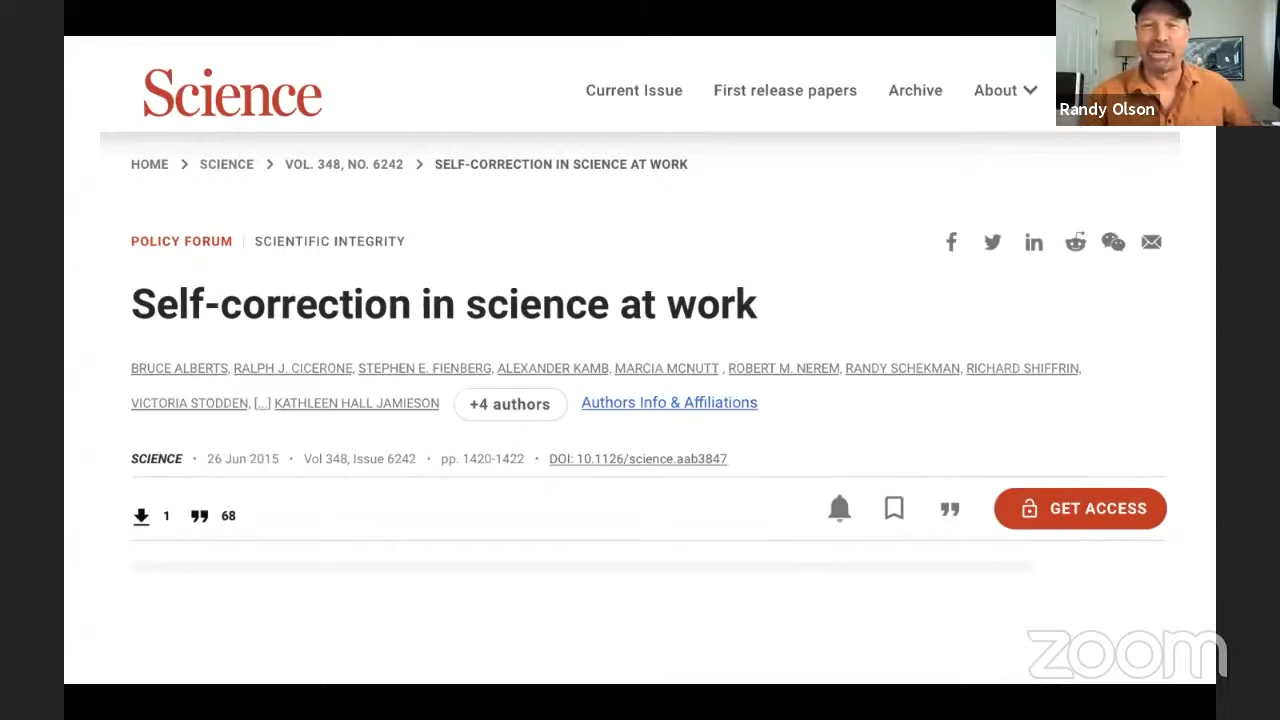 Science
Current Issue First release papers Archive About
Randy Olson
HOME > SCIENCE > VOL. 348, NO. 6242 > SELF-CORRECTION IN SCIENCE AT WORK
POLICY FORUM | SCIENTIFIC INTEGRITY
Self-correction in science at work
BRUCE ALBERTS, RALPH J. CICERONE, STEPHEN E. FIENBERG, ALEXANDER KAMB, MARCIA MCNUTT , ROBERT M. NEREM, RANDY SCHEKMAN, RICHARD SHIFFRIN,
VICTORIA STODDEN, [...] KATHLEEN HALL JAMIESON +4 authors Authors Info & Affiliations
SCIENCE • 26 Jun 2015 • Vol 348, Issue 6242 • pp. 1420-1422 • DOI: 10.1126/science.aab3847
1 68 GET ACCESS
zoom